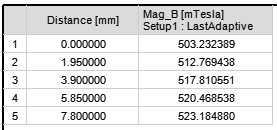 Distance [mm] Mag_B [mTesla]
Setup1 : LastAdaptive
1 0.000000 503.232389
2 1.950000 512.769438
3 3.900000 517.810551
4 5.850000 520.468538
5 7.800000 523.184880